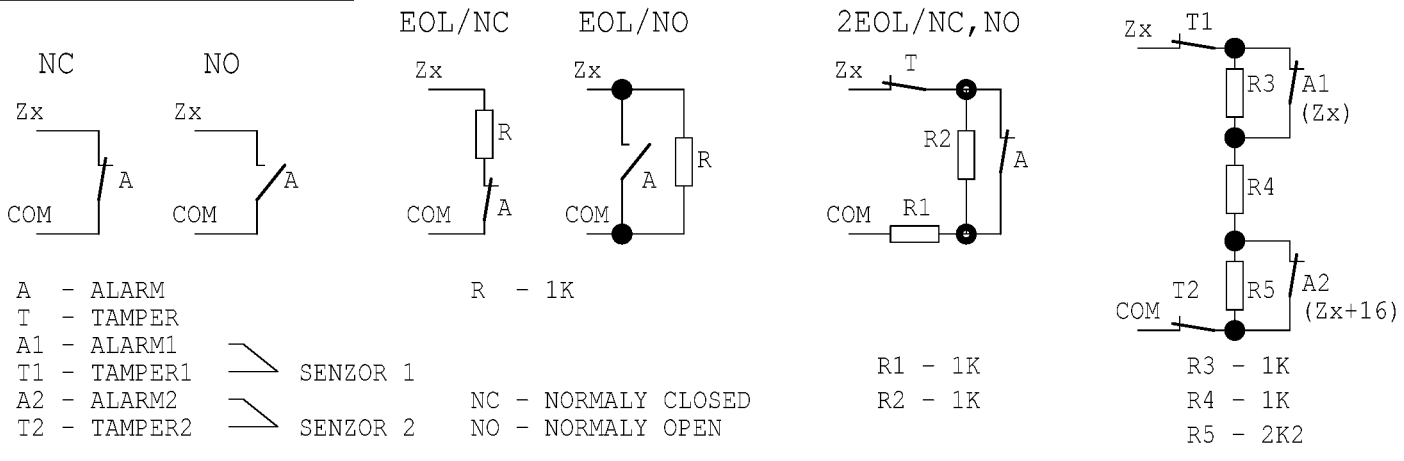 EOL/NC EOL/NO 2EOL/NC,NO
NC NO
Zx
A
COM
Zx
A
COM
Zx
R
A
COM
Zx
A
R
COM
Zx T
R2 A
COM R1
Zx T1
R3 A1
(Zx)
R4
T2 R5 A2
COM (Zx+16)
A - ALARM
T - TAMPER
A1 - ALARM1
T1 - TAMPER1 SENZOR 1
A2 - ALARM2
T2 - TAMPER2 SENZOR 2
R - 1K
NC - NORMALY CLOSED
NO - NORMALY OPEN
R1 - 1K
R2 - 1K
R3 - 1K
R4 - 1K
R5 - 2K2